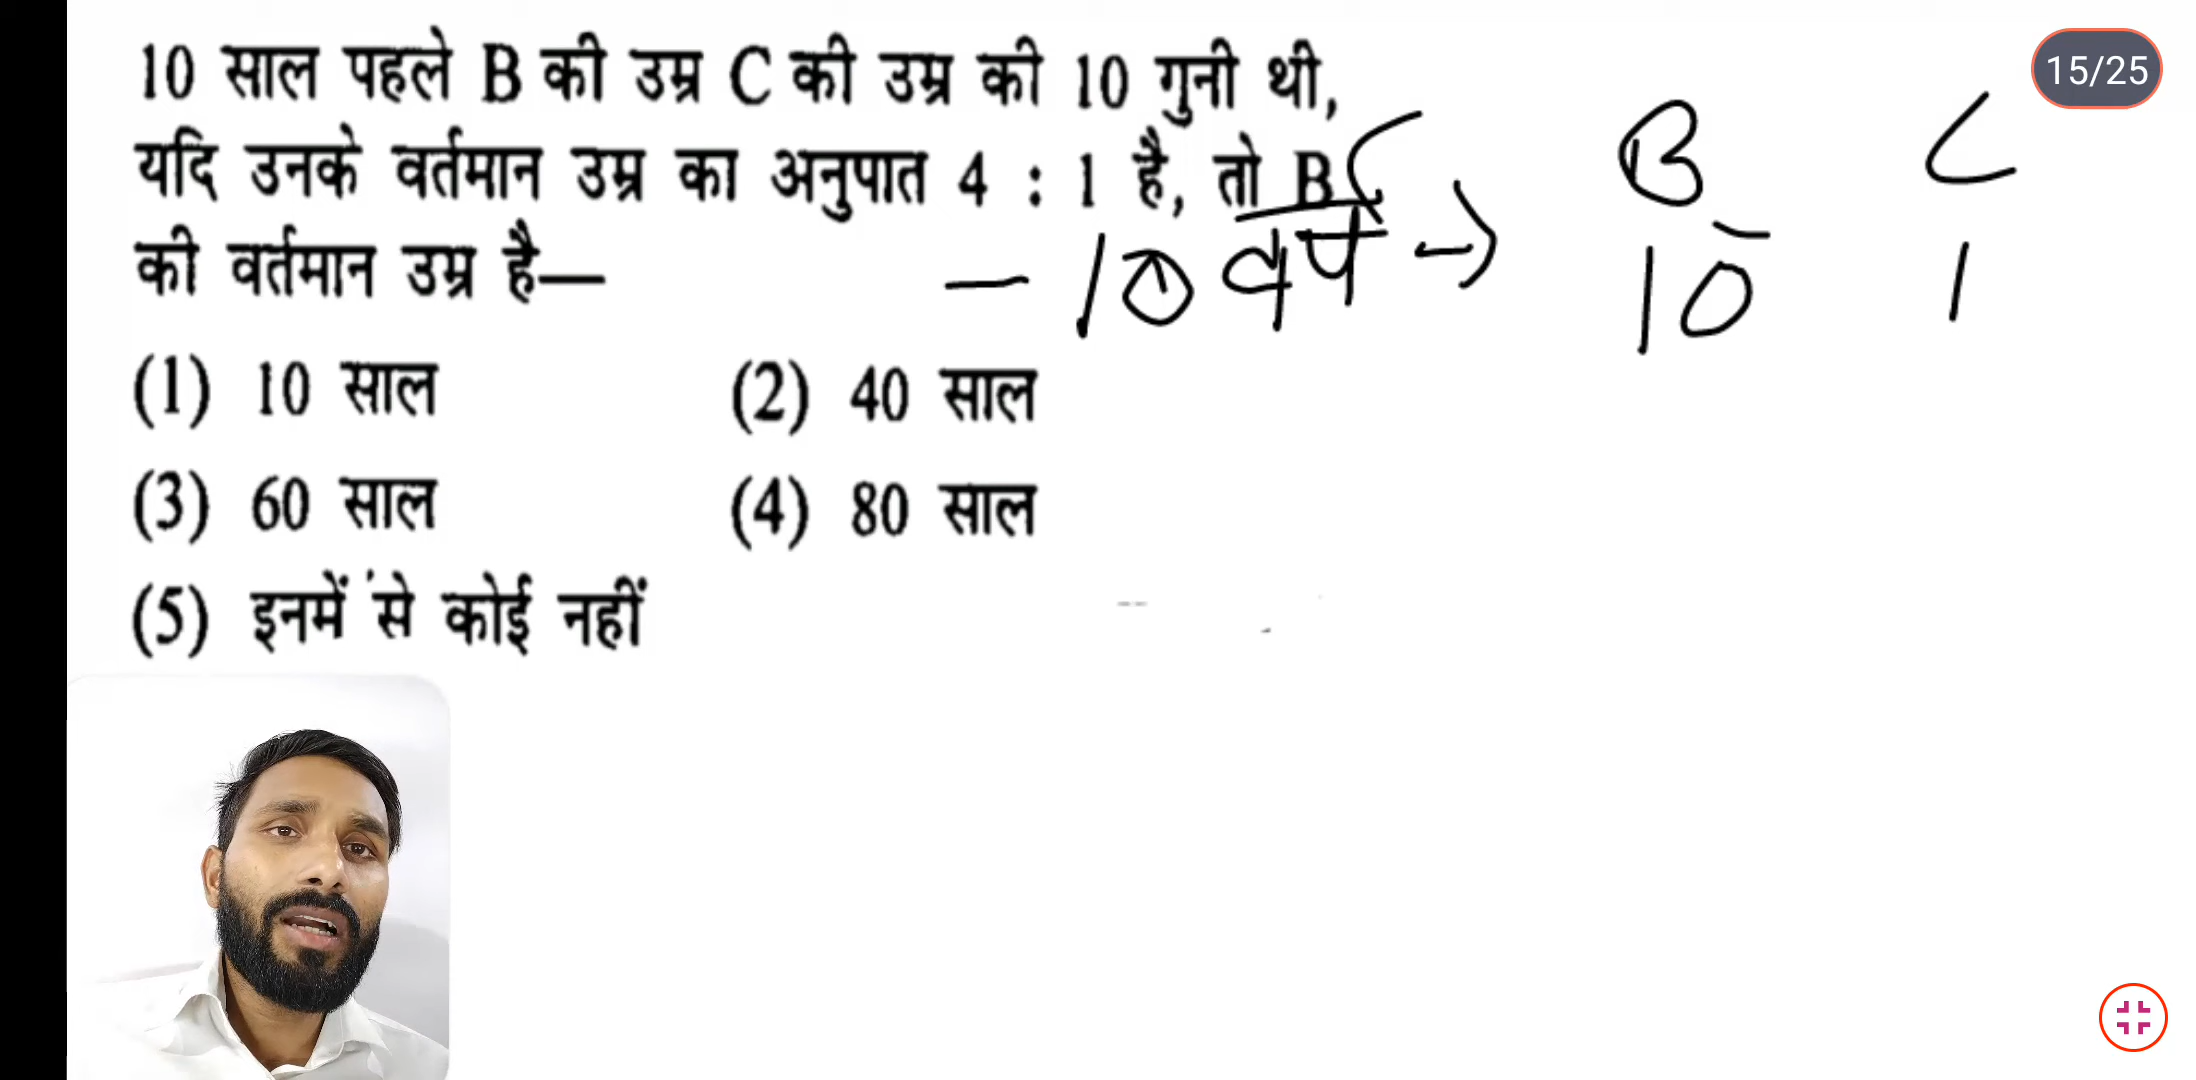 15/25
10 साल पहले B की उम्र C की उम्र की 10 गुनी थी,
यदि उनके वर्तमान उम्र का अनुपात 4 : 1 है, तो B
की वर्तमान उम्र है—
(1) 10 साल (2) 40 साल
(3) 60 साल (4) 80 साल
(5) इनमें से कोई नहीं
B C
– 10 वर्ष → 10 1